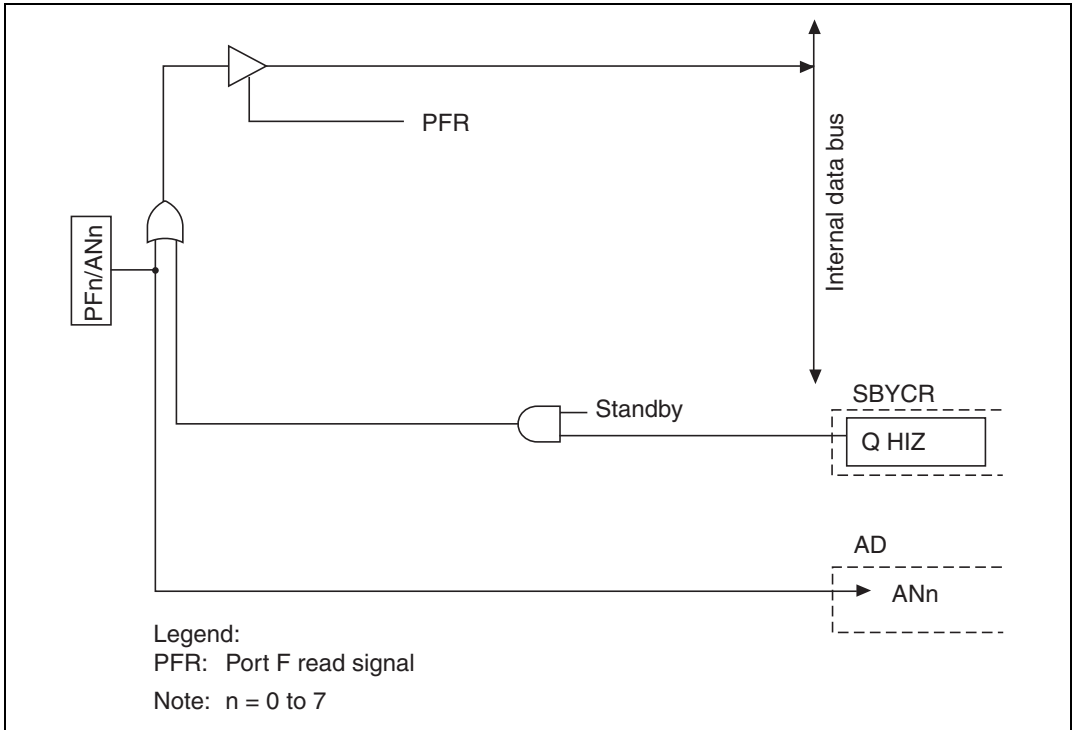 PFR
Internal data bus
PFn/ANn
Standby
SBYCR
Q HIZ
AD
ANn
Legend:
PFR: Port F read signal
Note: n = 0 to 7